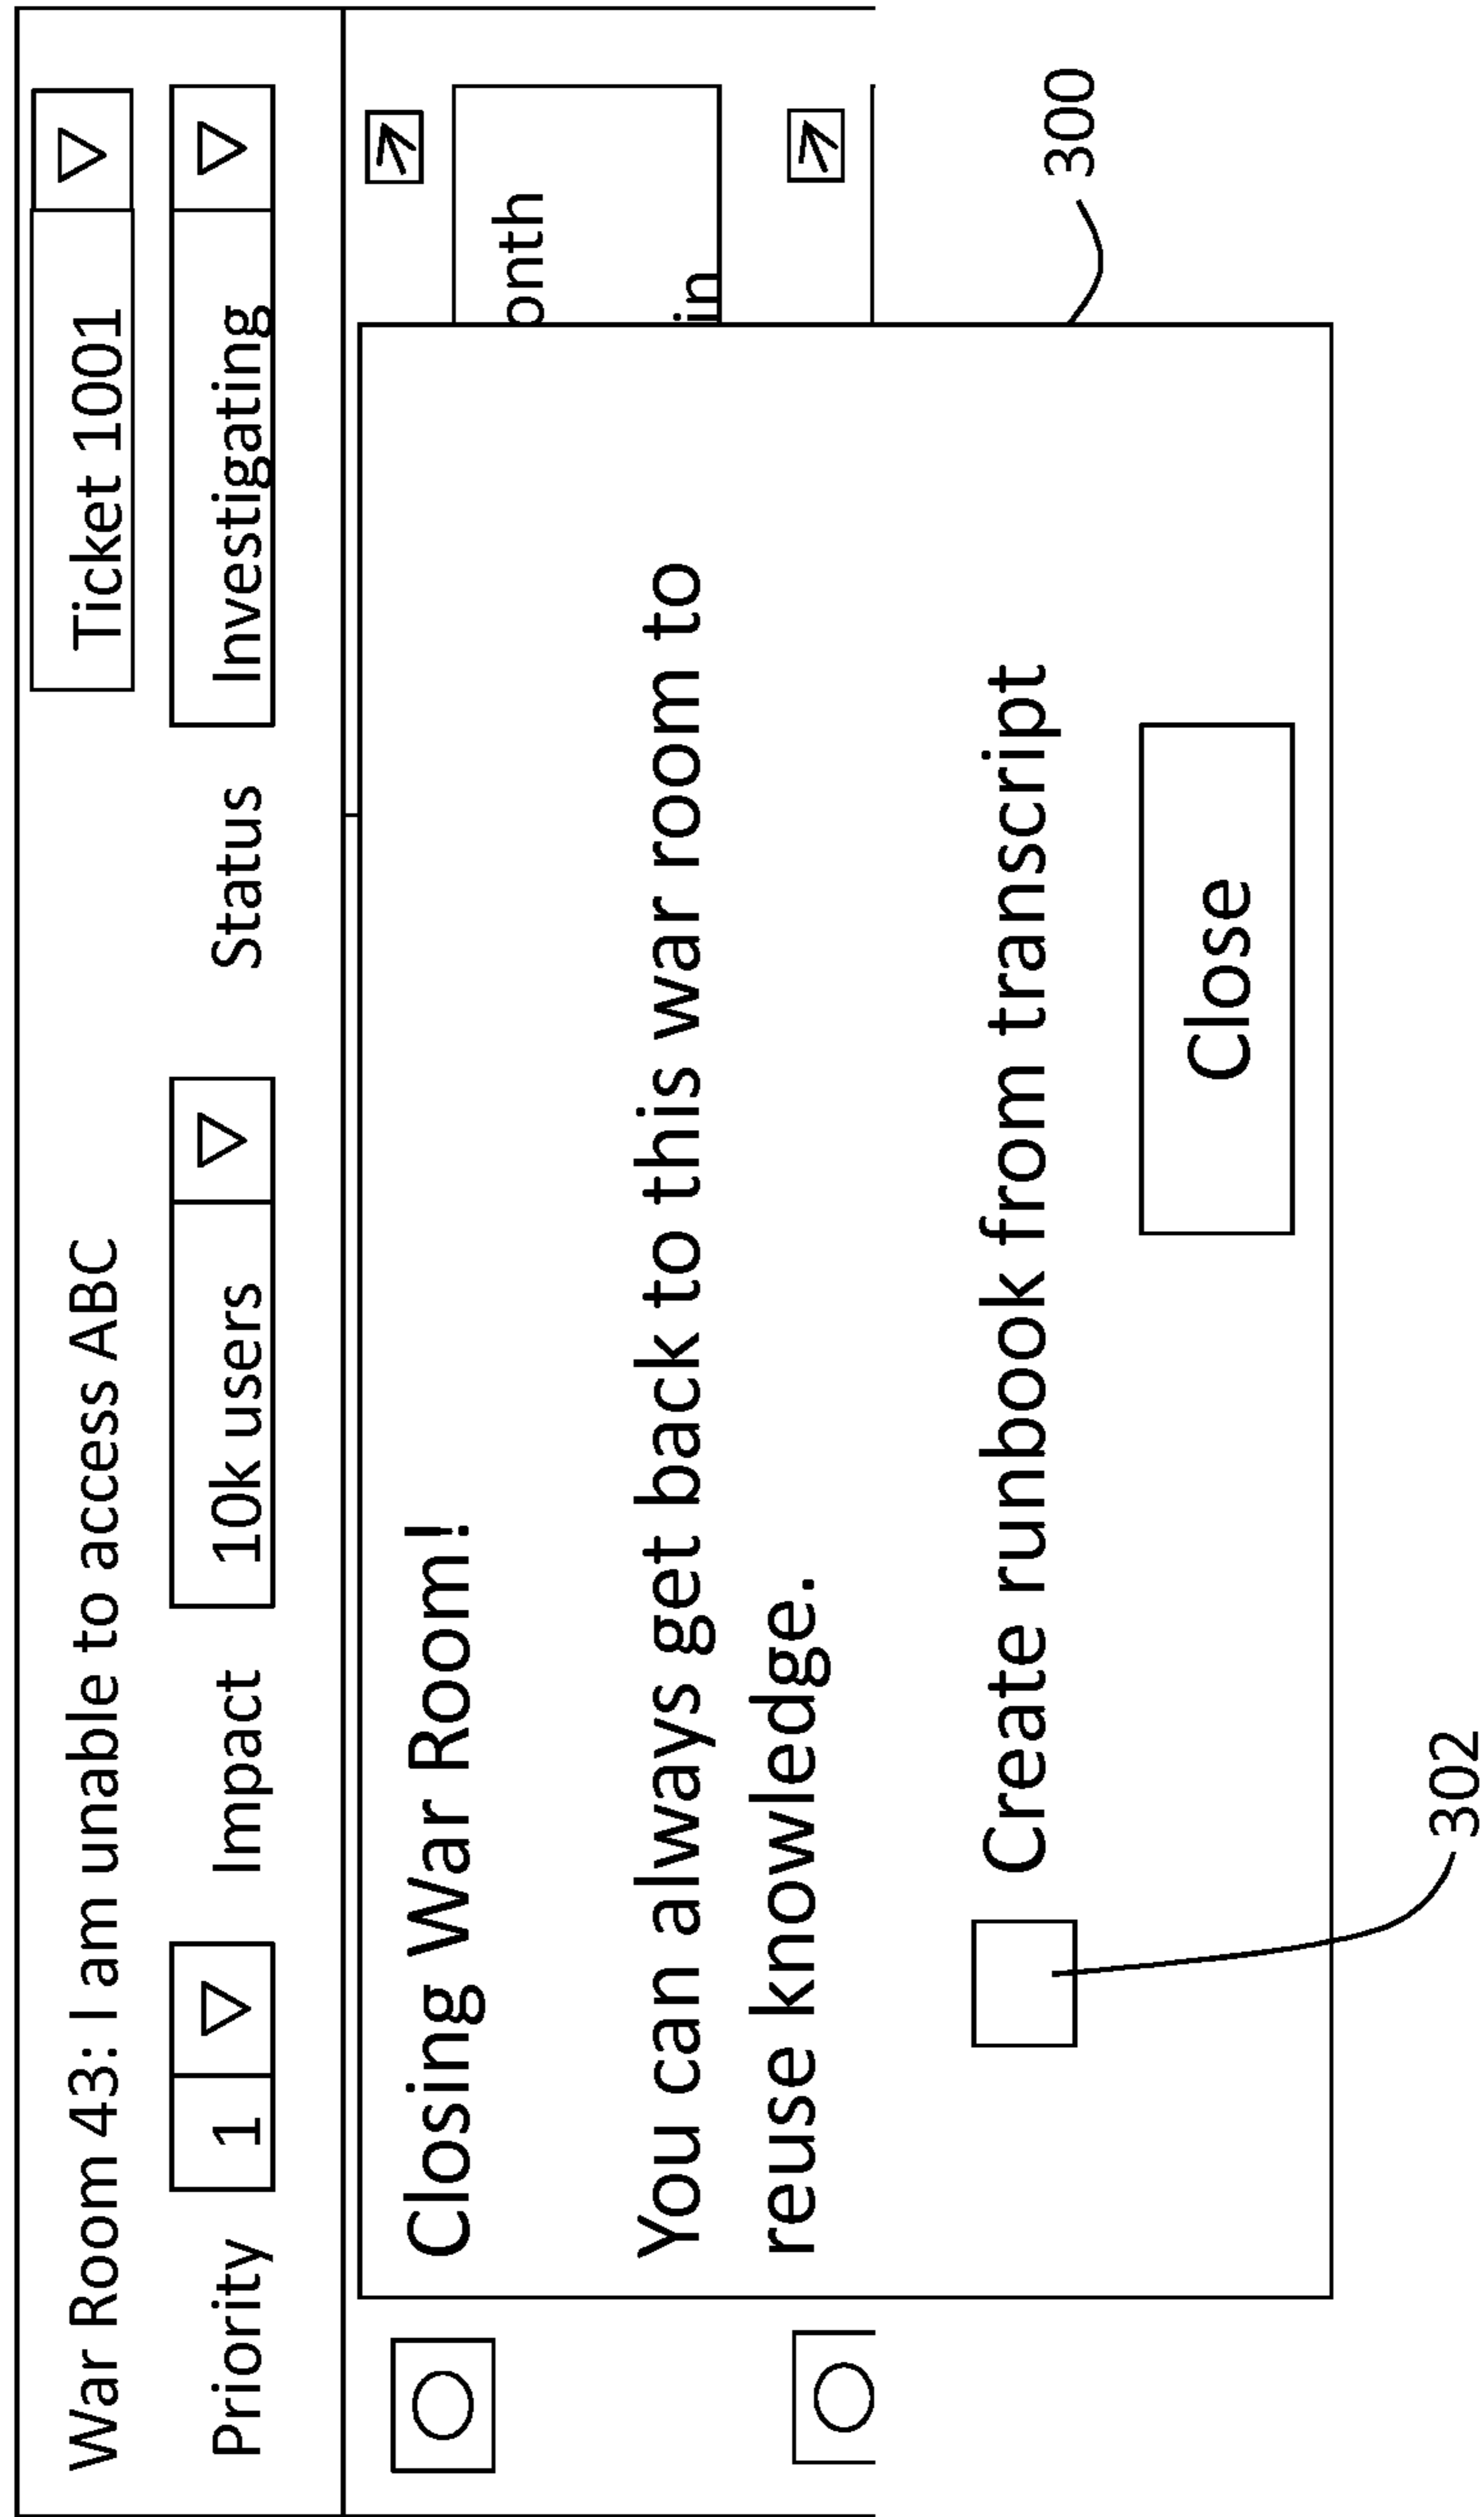 War Room 43: I am unable to access ABC
Ticket 1001
Priority 1 Impact 10k users Status Investigating
Closing War Room!
onth
You can always get back to this war room to
in
reuse knowledge.
Create runbook from transcript
Close
300
302